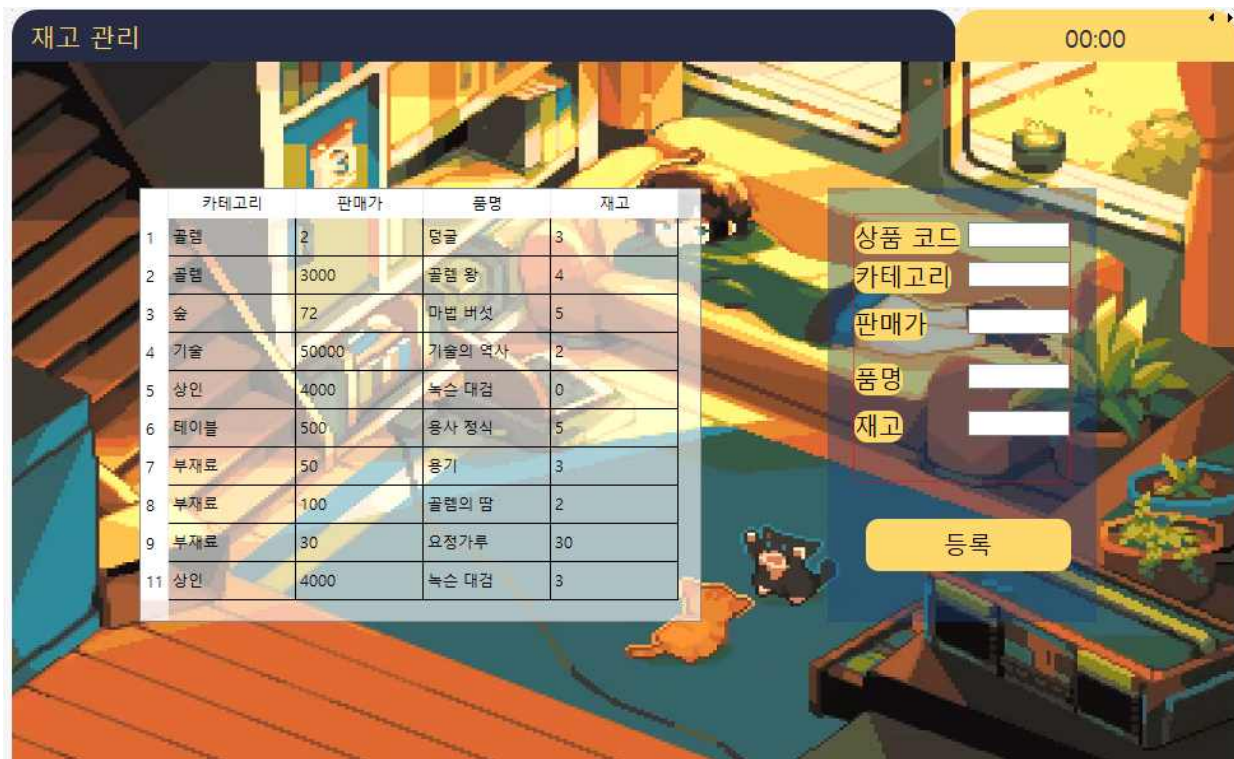 재고 관리
00:00
3
카테고리 판매가 품명 재고
1 골렘 2 덩굴 3
2 골렘 3000 골렘 왕 4
3 숲 72 마법 버섯 5
4 기술 50000 기술의 역사 2
5 상인 4000 녹슨 대검 0
6 테이블 500 용사 정식 5
7 부재료 50 용기 3
8 부재료 100 골렘의 땀 2
9 부재료 30 요정가루 30
11 상인 4000 녹슨 대검 3
상품 코드
카테고리
판매가
품명
재고
등록